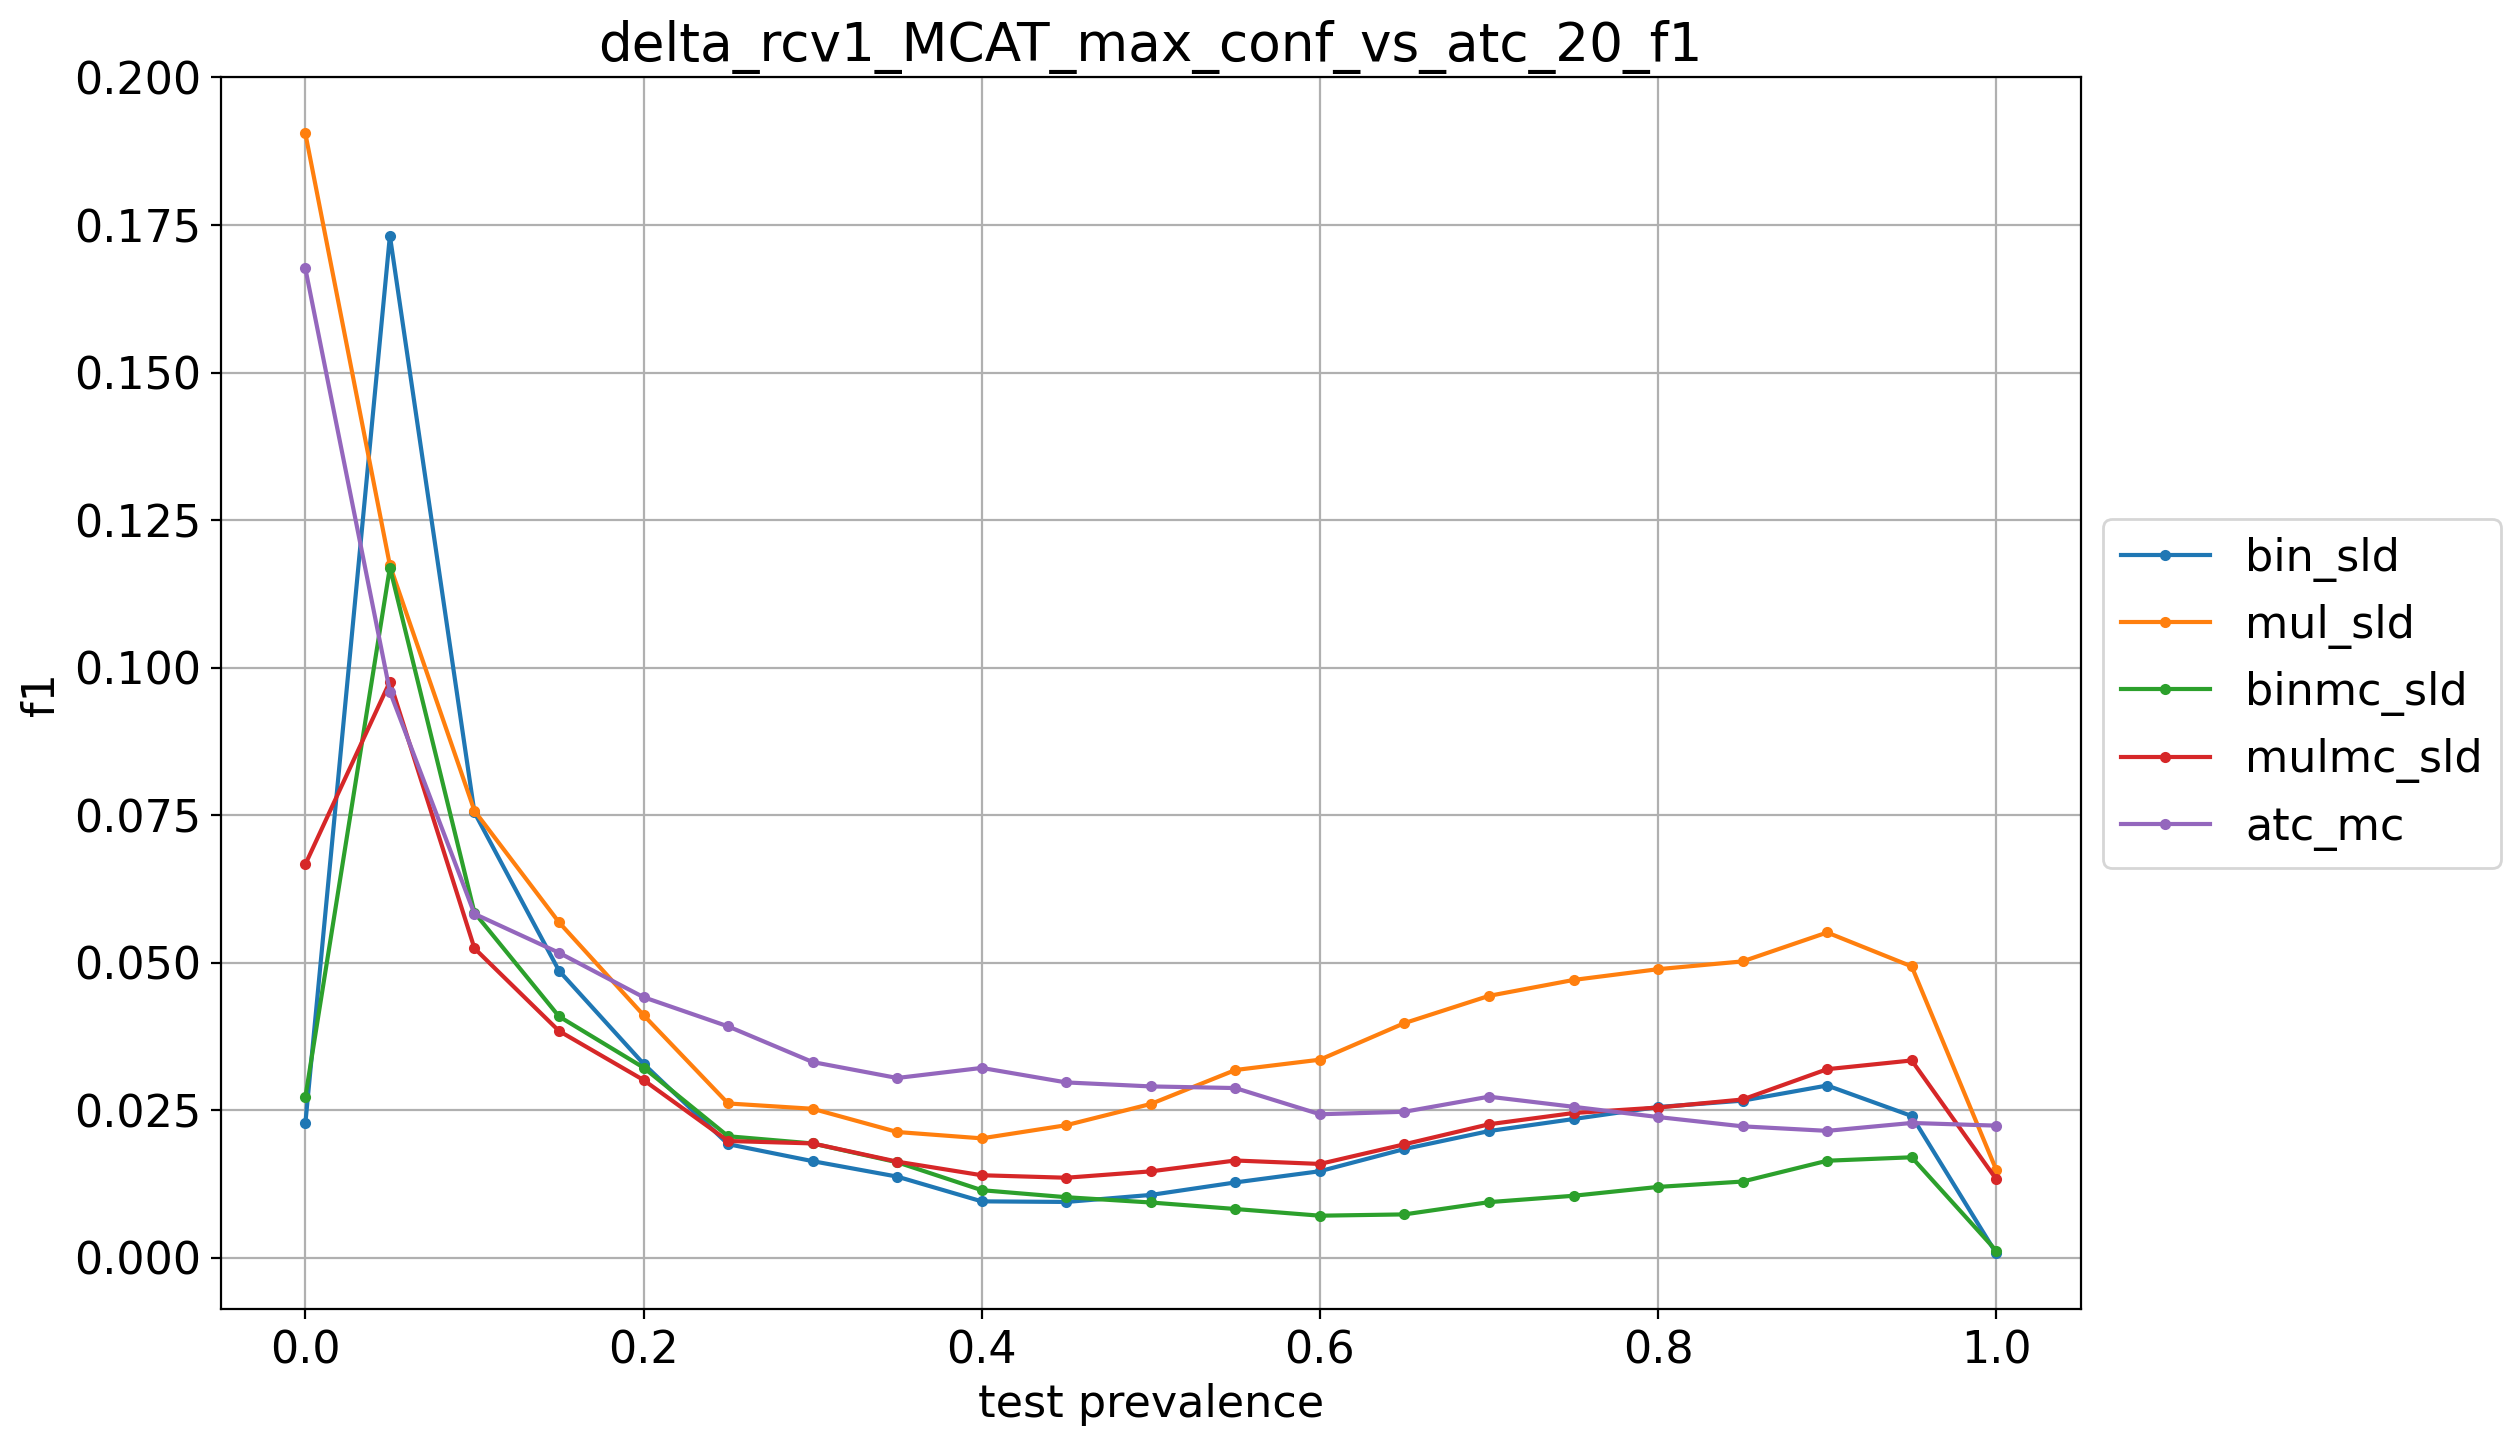 delta_rcv1_MCAT_max_conf_vs_atc_20_f1
0.200
0.175
0.150
0.125
0.100
0.075
0.050
0.025
0.000
f1
0.0 0.2 0.4 0.6 0.8 1.0
test prevalence
bin_sld
mul_sld
binmc_sld
mulmc_sld
atc_mc